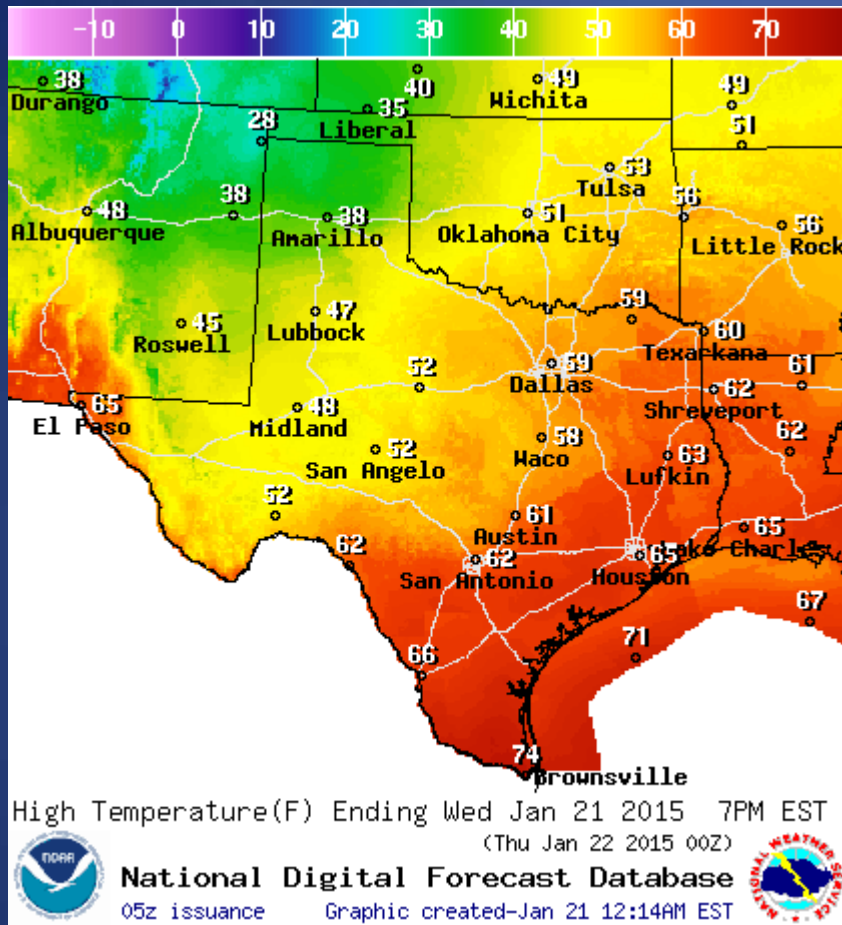 -10 0 10 20 30 40 50 60 70
38 40 49 49
Durango Wichita
35
Liberal
28 51
53
Tulsa
48 38 38 51 56 56
Albuquerque Amarillo Oklahoma City Little Rock
45 47 59 60
Roswell Lubbock Texarkana
52 59 61
Dallas
65 48 62
El Paso Midland Shreveport
52 58 63 62
San Angelo Waco Lufkin
52 61 65
Austin
62 62 65 Lake Charles
San Antonio Houston
67
66 71
74
Brownsville
High Temperature(F) Ending Wed Jan 21 2015 7PM EST
(Thu Jan 22 2015 00Z)
NOAA
National Digital Forecast Database
05z issuance Graphic created-Jan 21 12:14AM EST
NATIONAL WEATHER SERVICE